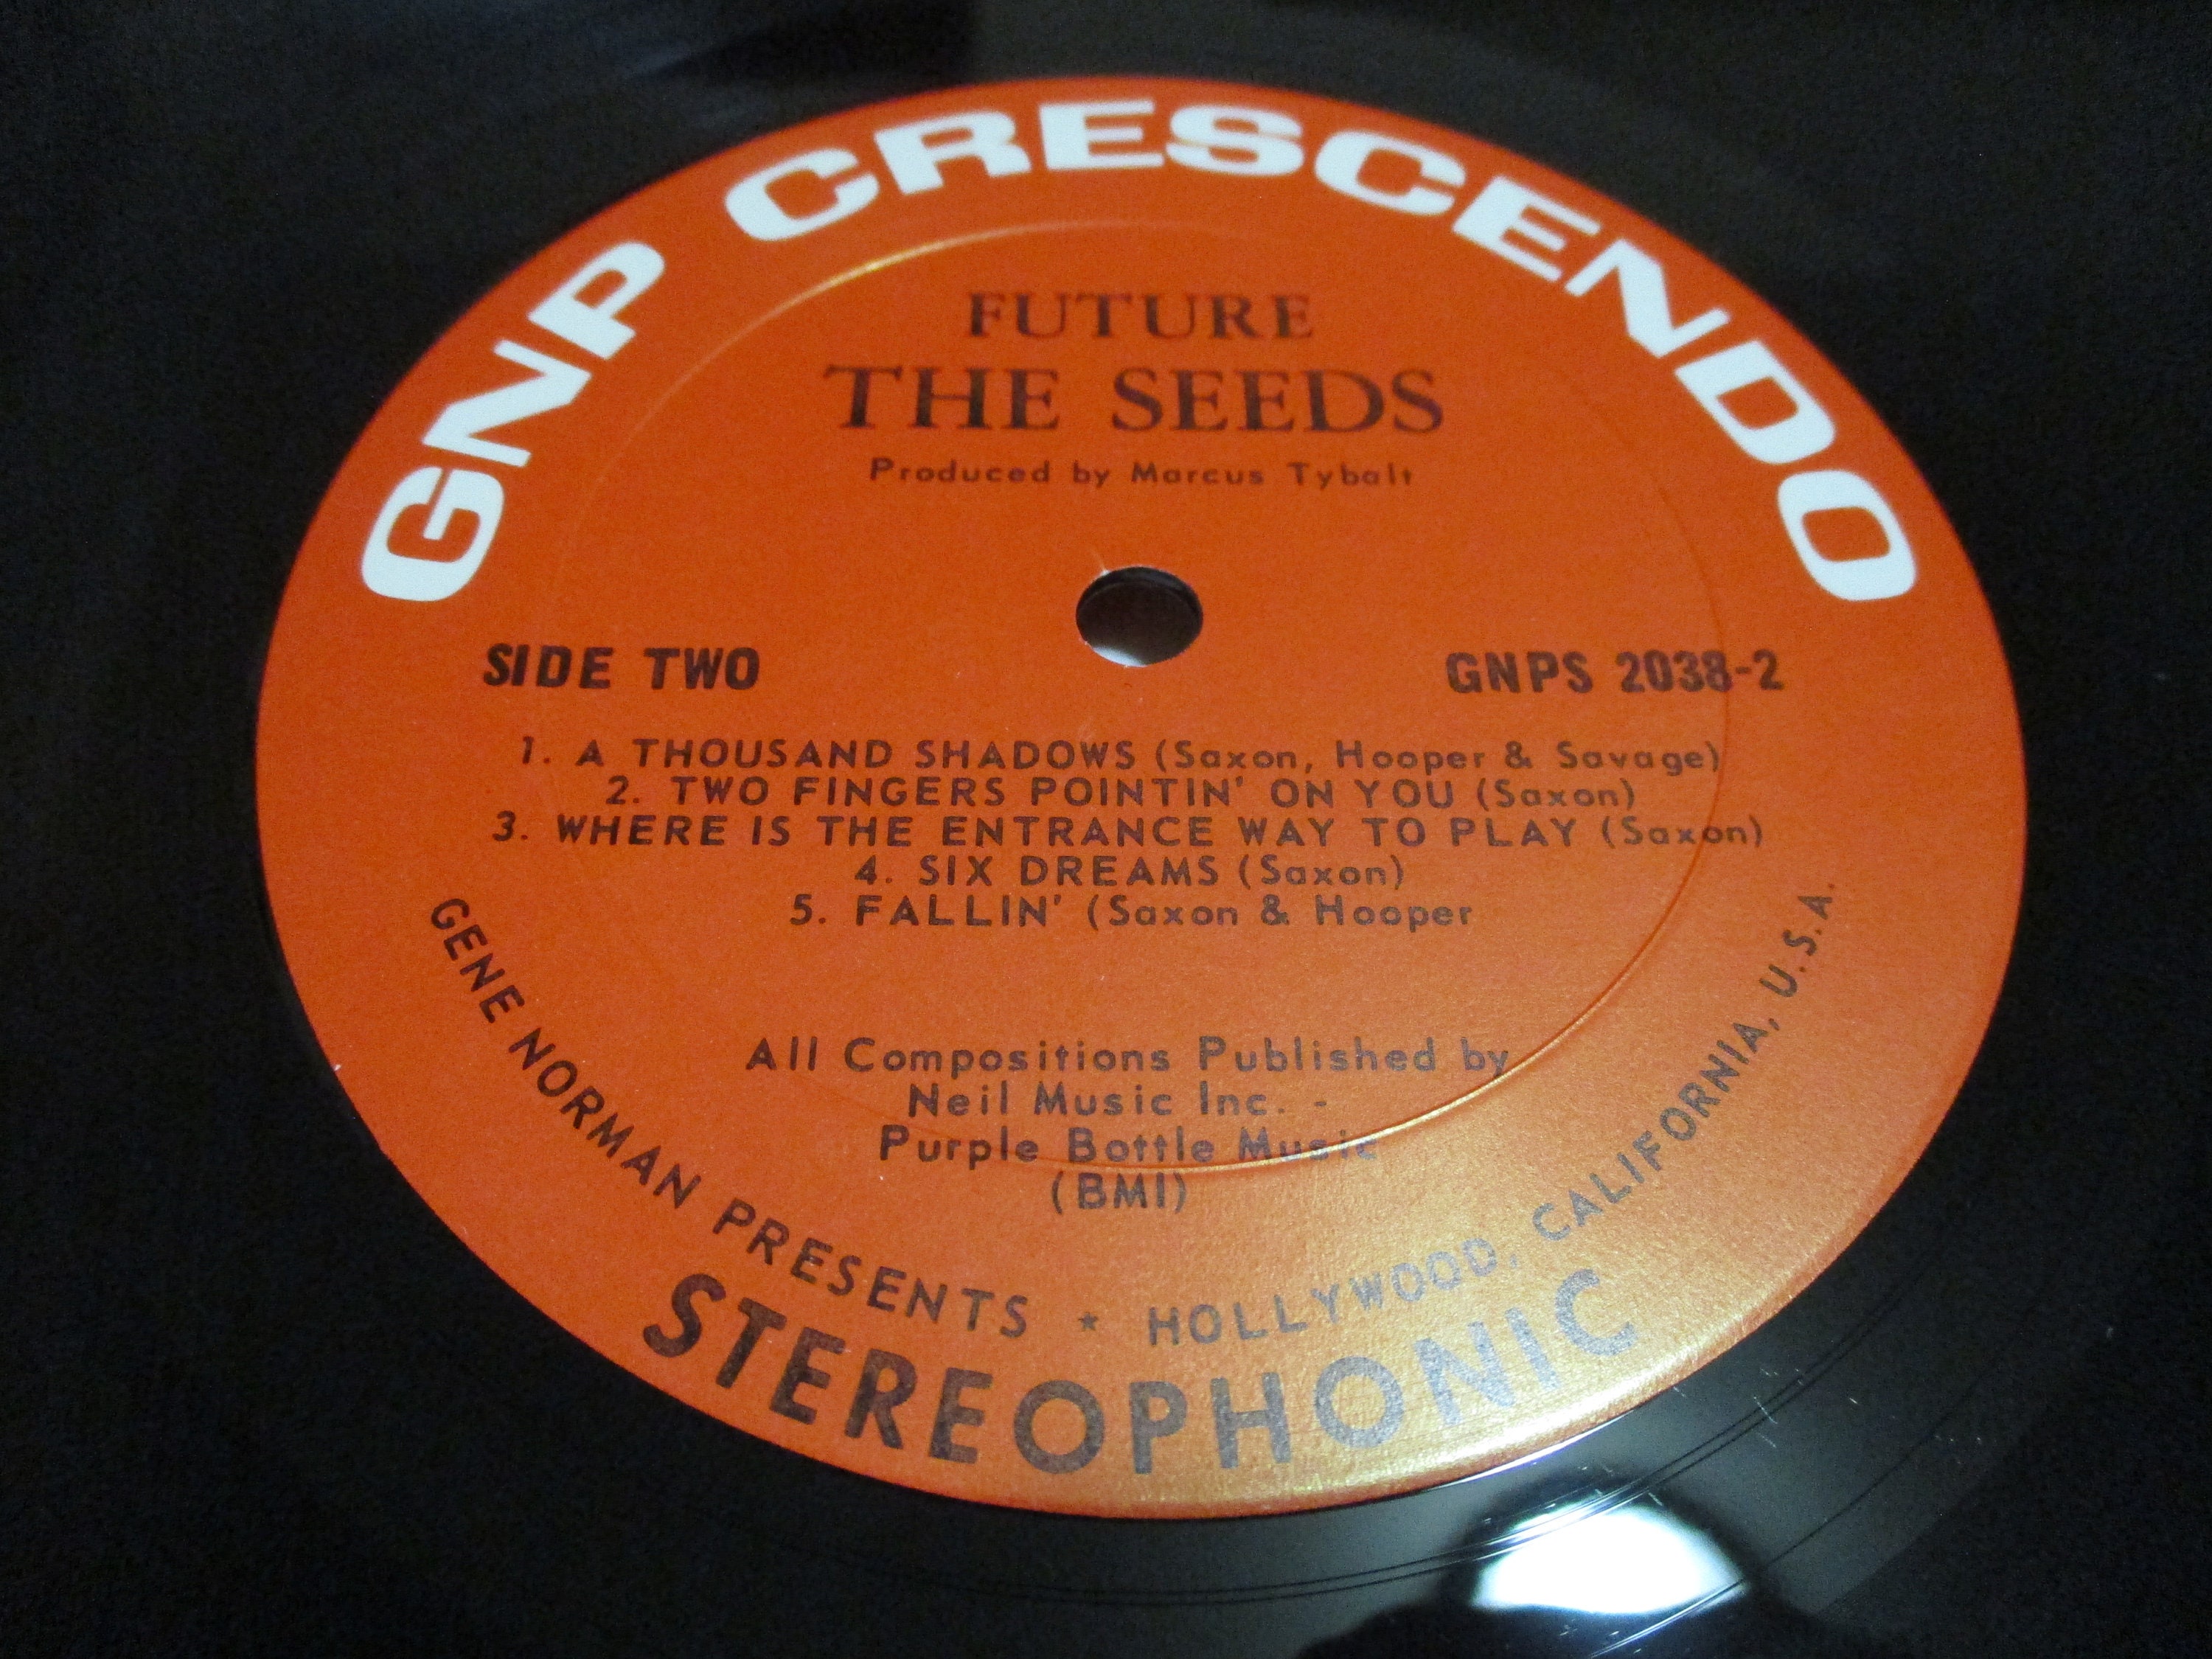 GNP CRESCENDO
FUTURE
THE SEEDS
Produced by Marcus Tybalt
SIDE TWO
GNPS 2038-2
1. A THOUSAND SHADOWS (Saxon, Hooper & Savage)
2. TWO FINGERS POINTIN' ON YOU (Saxon)
3. WHERE IS THE ENTRANCE WAY TO PLAY (Saxon)
4. SIX DREAMS (Saxon)
5. FALLIN' (Saxon & Hooper
All Compositions Published by
Neil Music Inc. -
Purple Bottle Music
(BMI)
GENE NORMAN PRESENTS * HOLLYWOOD, CALIFORNIA, U.S.A.
STEREOPHONIC